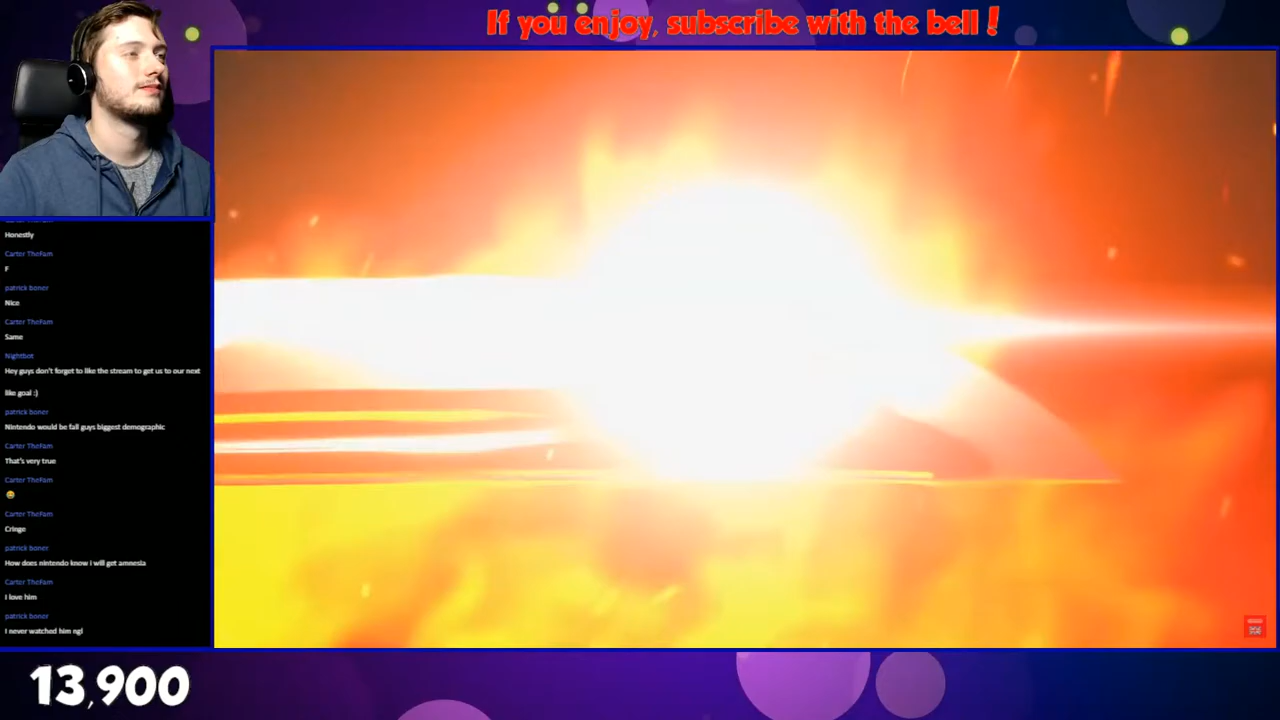 If you enjoy, subscribe with the bell!
Honestly
Carter TheFam
F
patrick boner
Nice
Carter TheFam
Same
Nightbot
Hey guys don't forget to like the stream to get us to our next
like goal :)
patrick boner
Nintendo would be fall guys biggest demographic
Carter TheFam
That's very true
Carter TheFam
😅
Carter TheFam
Cringe
patrick boner
How does nintendo know i will get amnesia
Carter TheFam
I love him
patrick boner
I never watched him ngl
13,900